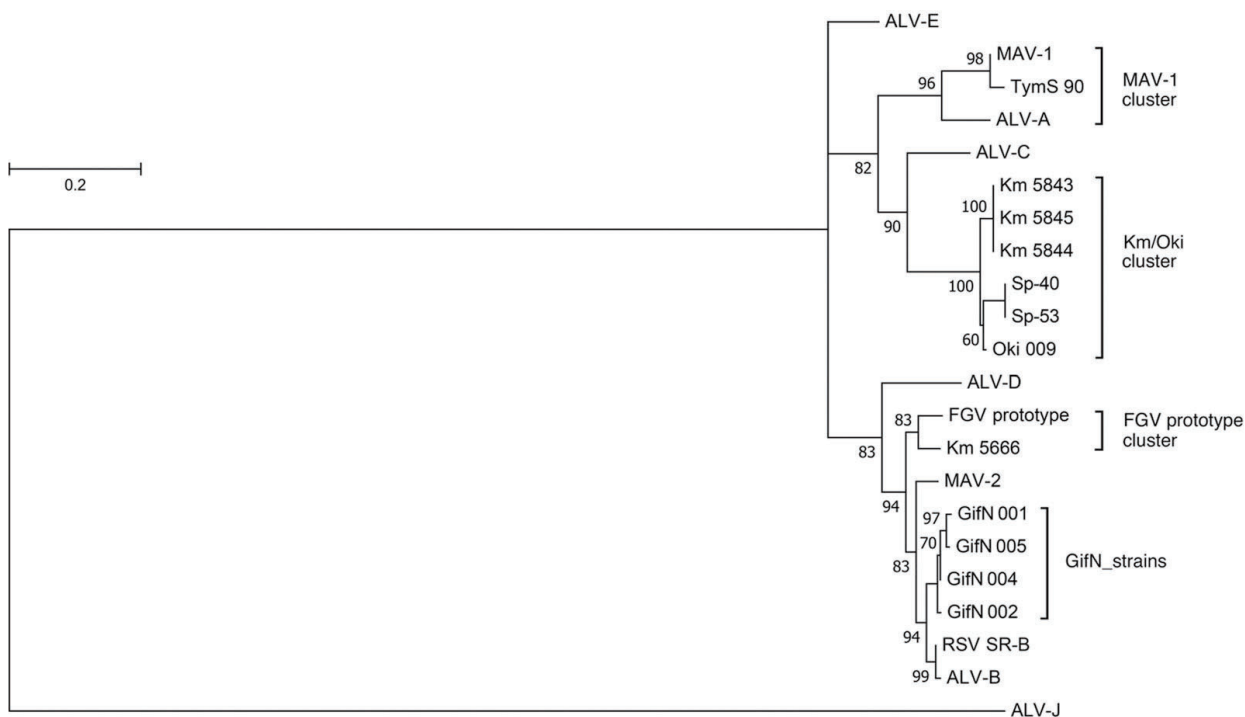 ALV-E
98
MAV-1
TymS 90
96
ALV-A
MAV-1
cluster
0.2
82
ALV-C
90
100
Km 5843
Km 5845
Km 5844
100
Sp-40
Sp-53
60
Oki 009
Km/Oki
cluster
ALV-D
83
83
FGV prototype
Km 5666
FGV prototype
cluster
94
MAV-2
83
97
GifN 001
70
GifN 005
GifN 004
GifN 002
GifN_strains
94
RSV SR-B
99
ALV-B
ALV-J